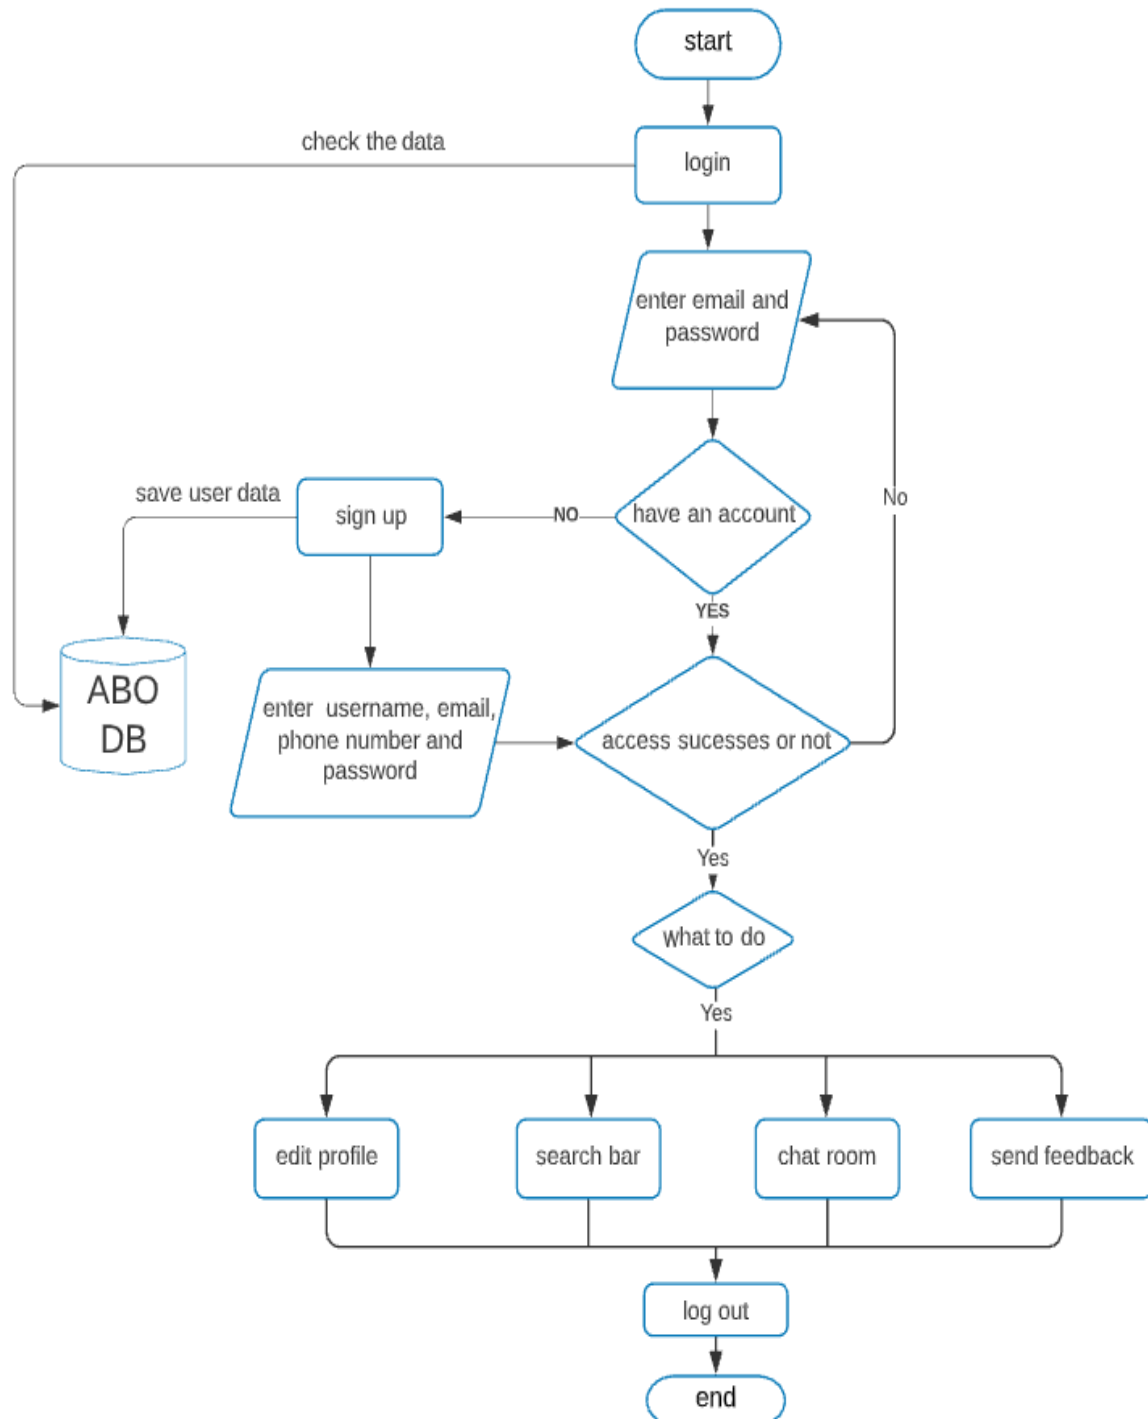 start
check the data
login
enter email and
password
No
save user data
sign up
NO
have an account
YES
ABO
DB
enter username, email,
phone number and
password
access sucesses or not
Yes
what to do
Yes
edit profile
search bar
chat room
send feedback
log out
end